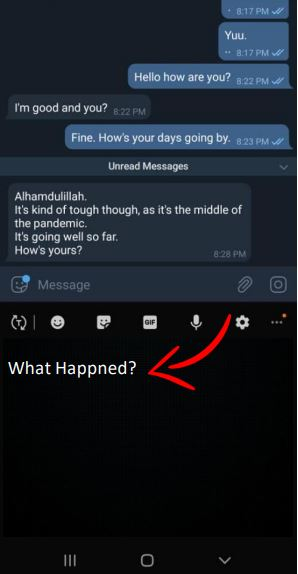 · 8:17 PM
Yuu.
·· 8:17 PM
Hello how are you? 8:22 PM
I'm good and you? 8:22 PM
Fine. How's your days going by. 8:23 PM
Unread Messages
Alhamdulillah.
It's kind of tough though, as it's the middle of
the pandemic.
It's going well so far.
How's yours?
8:28 PM
Message
GIF
What Happned?